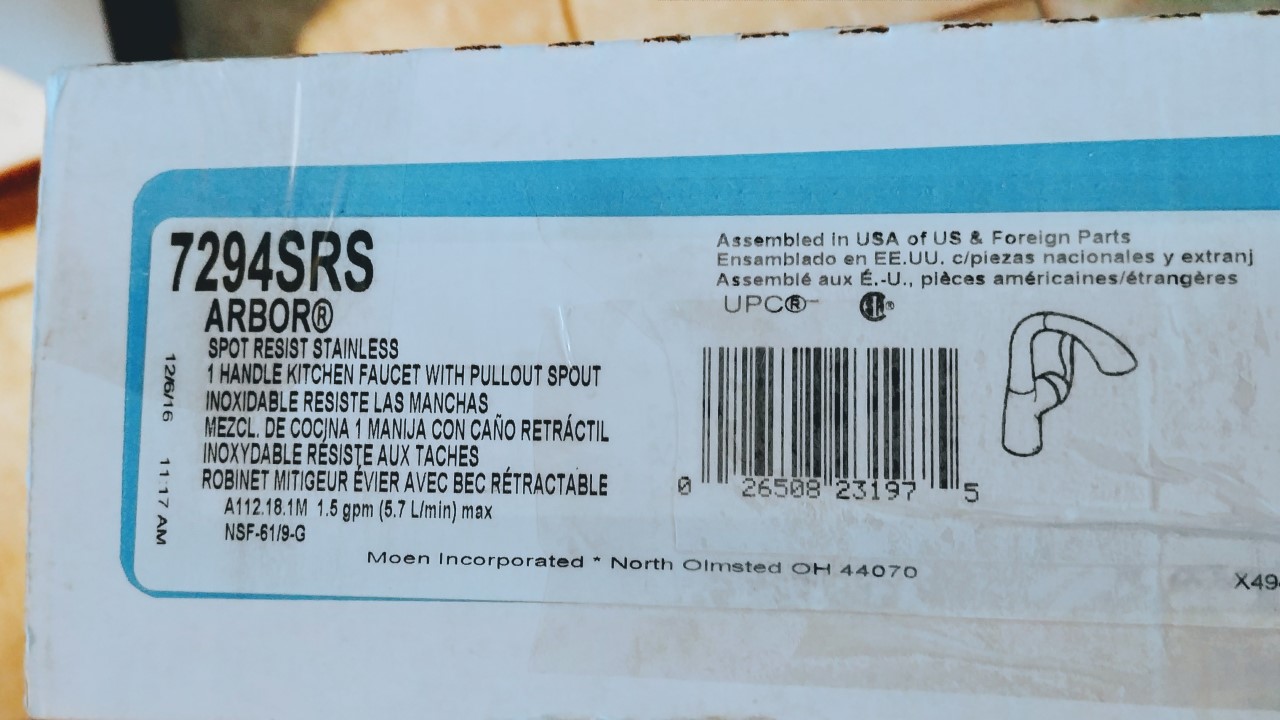 7294SRS
ARBOR®
SPOT RESIST STAINLESS
1 HANDLE KITCHEN FAUCET WITH PULLOUT SPOUT
INOXIDABLE RESISTE LAS MANCHAS
MEZCL. DE COCINA 1 MANIJA CON CAÑO RETRÁCTIL
INOXYDABLE RÉSISTE AUX TACHES
ROBINET MITIGEUR ÉVIER AVEC BEC RÉTRACTABLE
A112.18.1M 1.5 gpm (5.7 L/min) max
NSF-61/9-G
12/6/16 11:17 AM
Assembled in USA of US & Foreign Parts
Ensamblado en EE.UU. c/piezas nacionales y extranj
Assemblé aux É.-U., pièces américaines/étrangères
UPC®
0 26508 23197 5
Moen Incorporated * North Olmsted OH 44070